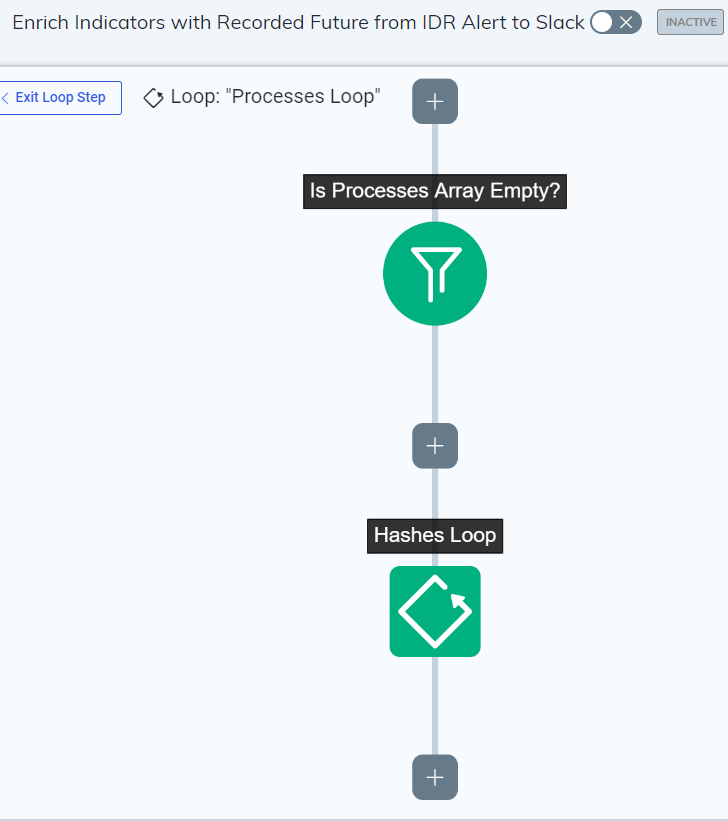 Enrich Indicators with Recorded Future from IDR Alert to Slack
INACTIVE
Exit Loop Step
Loop: "Processes Loop"
Is Processes Array Empty?
Hashes Loop